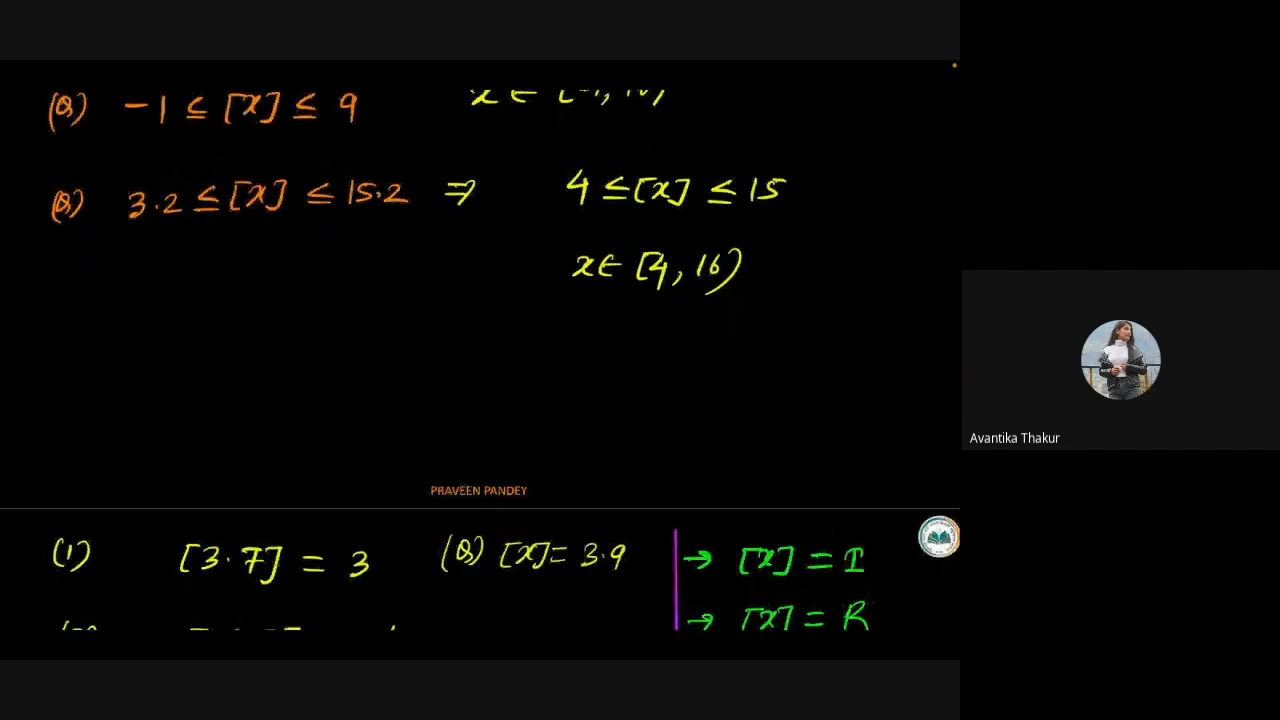 (Q) -1 ≤ [x] ≤ 9
(Q) 3.2 ≤ [x] ≤ 15.2 ⇒ 4 ≤ [x] ≤ 15
x ∈ [4, 16)
Avantika Thakur
PRAVEEN PANDEY
(1) [3.7] = 3 (Q) [x] = 3.9 → [x] = I
→ [x] = R